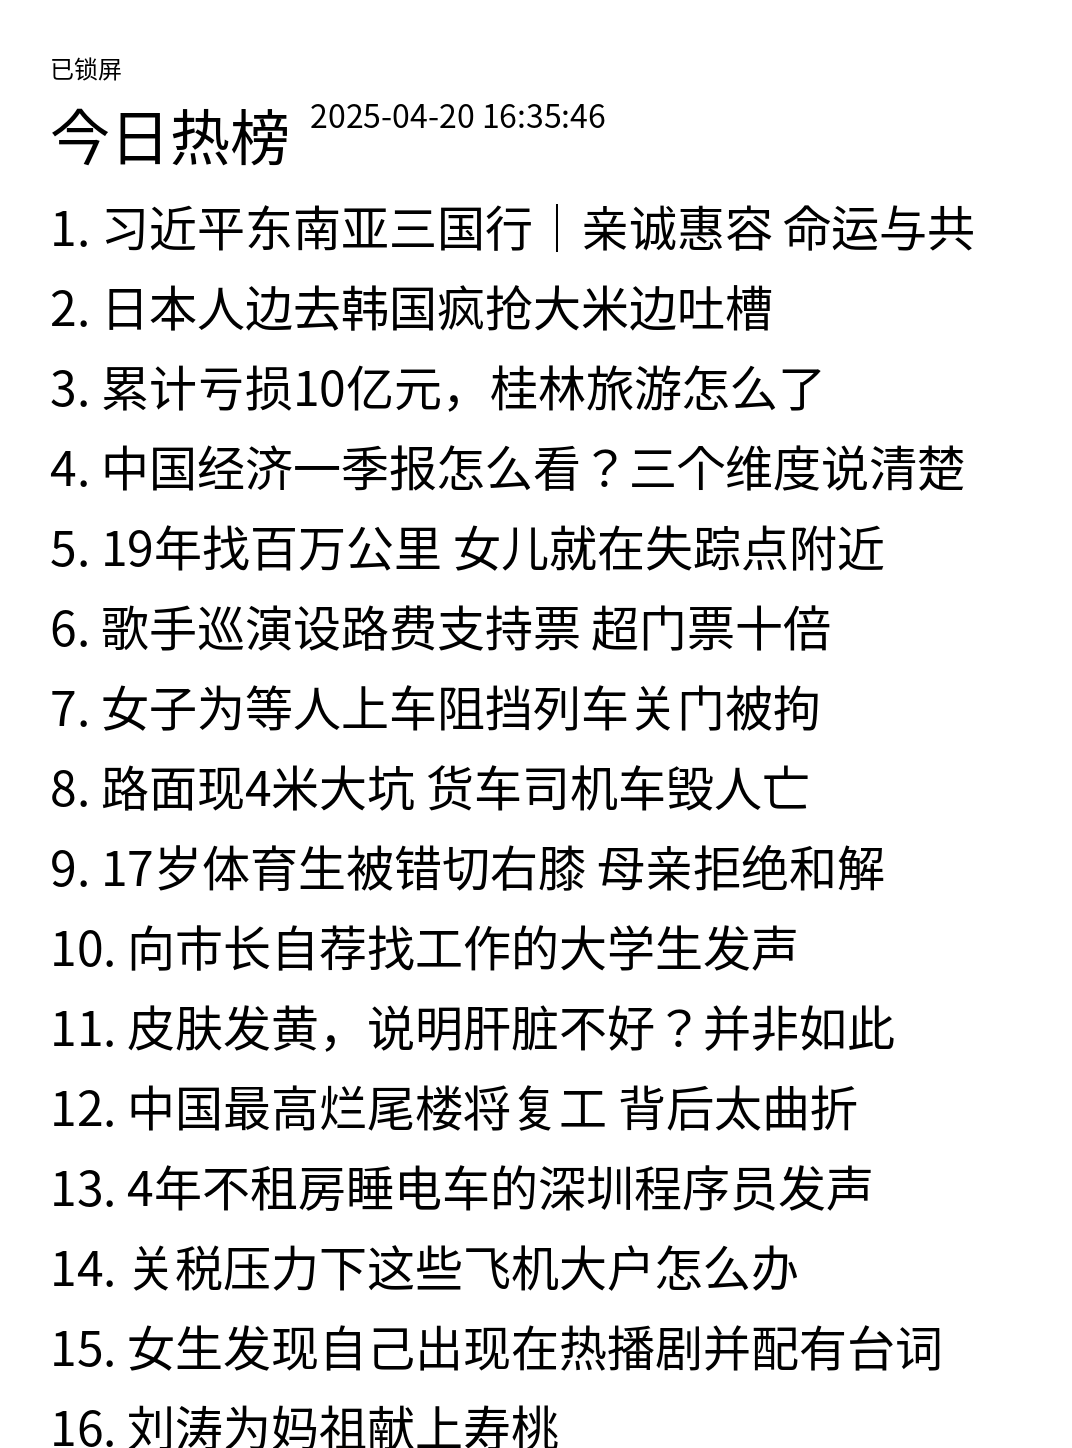 已锁屏
今日热榜 2025-04-20 16:35:46
1. 习近平东南亚三国行｜亲诚惠容 命运与共
2. 日本人边去韩国疯抢大米边吐槽
3. 累计亏损10亿元，桂林旅游怎么了
4. 中国经济一季报怎么看？三个维度说清楚
5. 19年找百万公里 女儿就在失踪点附近
6. 歌手巡演设路费支持票 超门票十倍
7. 女子为等人上车阻挡列车关门被拘
8. 路面现4米大坑 货车司机车毁人亡
9. 17岁体育生被错切右膝 母亲拒绝和解
10. 向市长自荐找工作的大学生发声
11. 皮肤发黄，说明肝脏不好？并非如此
12. 中国最高烂尾楼将复工 背后太曲折
13. 4年不租房睡电车的深圳程序员发声
14. 关税压力下这些飞机大户怎么办
15. 女生发现自己出现在热播剧并配有台词
16. 刘涛为妈祖献上寿桃